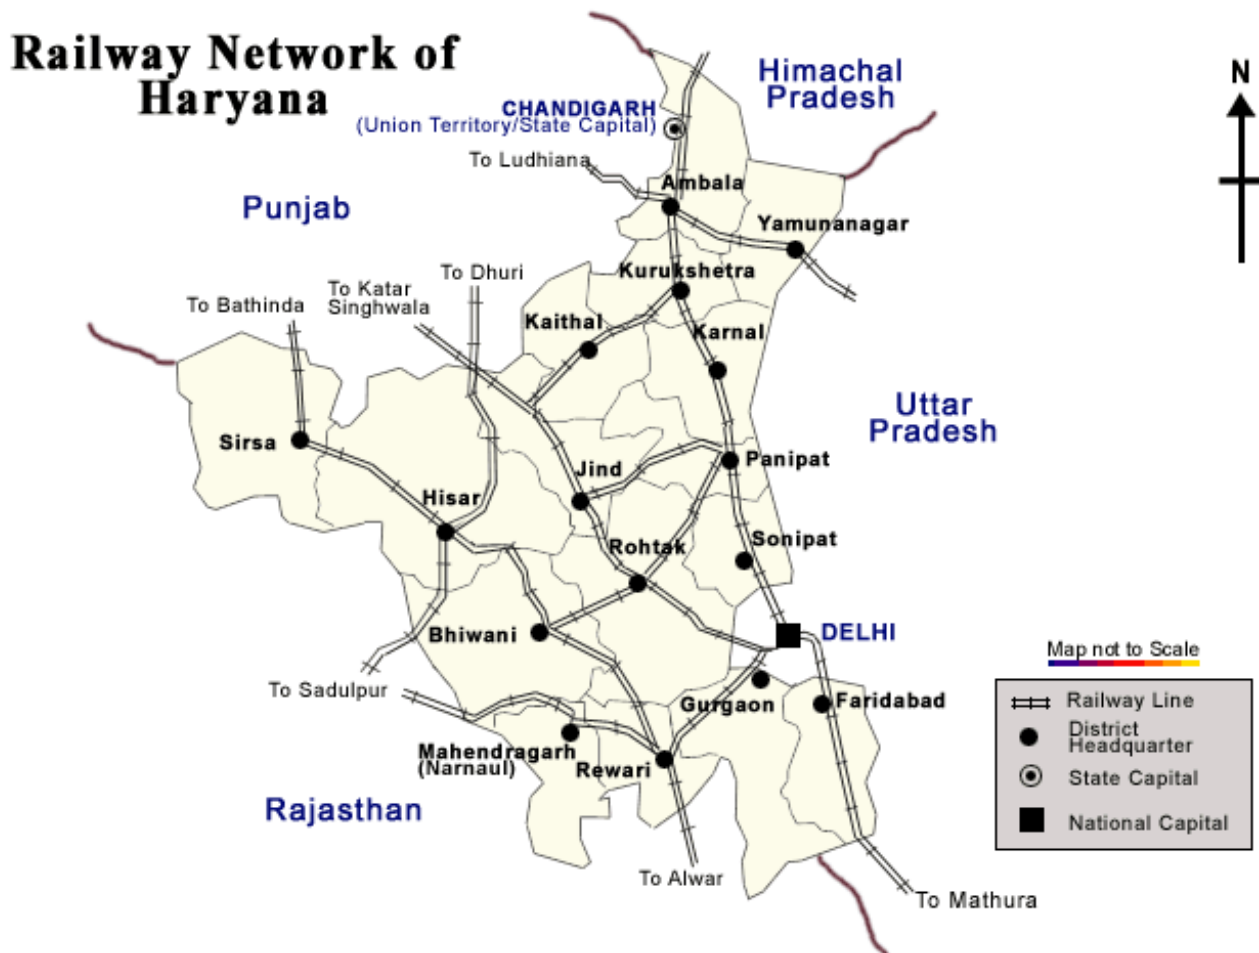 Railway Network of
Haryana
N
Himachal
Pradesh
CHANDIGARH
(Union Territory/State Capital)
To Ludhiana
Ambala
Punjab
Yamunanagar
To Dhuri
Kurukshetra
To Katar
Singhwala
To Bathinda
Kaithal
Karnal
Uttar
Pradesh
Sirsa
Jind
Panipat
Hisar
Rohtak
Sonipat
Bhiwani
DELHI
Map not to Scale
To Sadulpur
Gurgaon
Faridabad
Railway Line
District
Headquarter
Mahendragarh
(Narnaul)
Rewari
State Capital
Rajasthan
National Capital
To Alwar
To Mathura